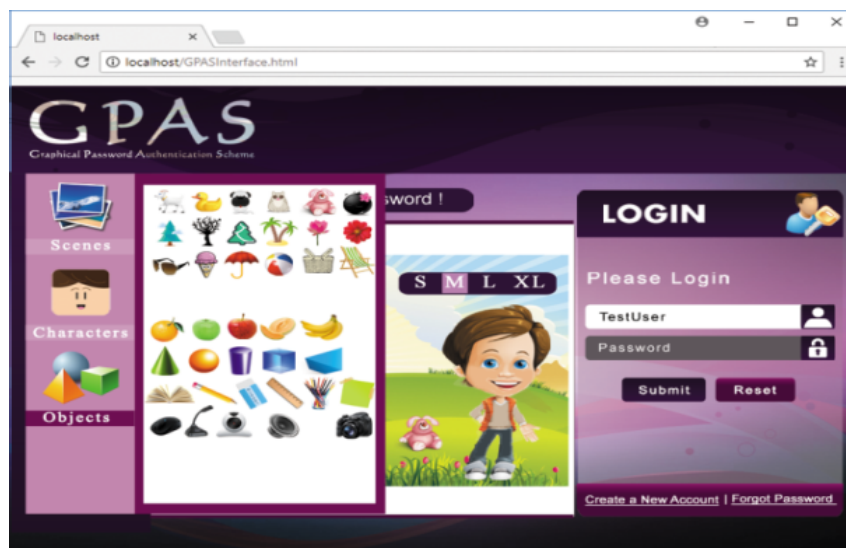 localhost
localhost/GPASInterface.html
GPAS
Graphical Password Authentication Scheme
sword !
Scenes
Characters
Objects
S M L XL
LOGIN
Please Login
TestUser
Password
Submit Reset
Create a New Account | Forgot Password